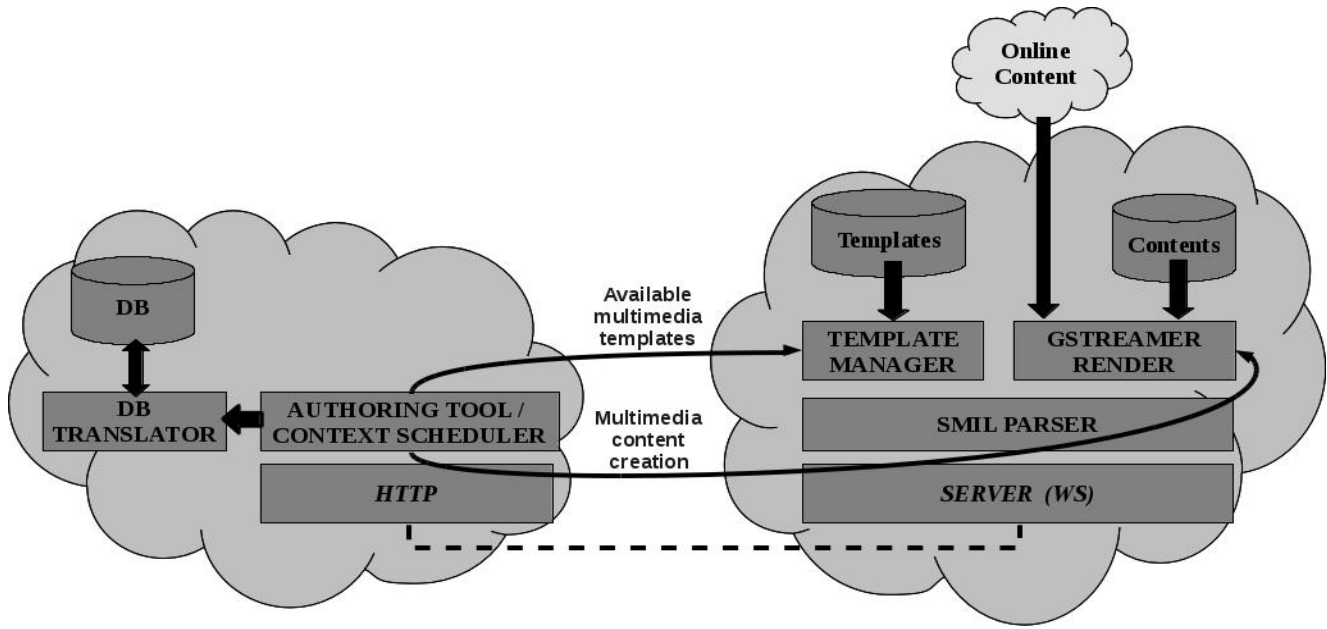 Online
Content
Templates
Contents
DB
Available
multimedia
templates
TEMPLATE
MANAGER
GSTREAMER
RENDER
DB
TRANSLATOR
AUTHORING TOOL /
CONTEXT SCHEDULER
Multimedia
content
creation
SMIL PARSER
HTTP
SERVER (WS)